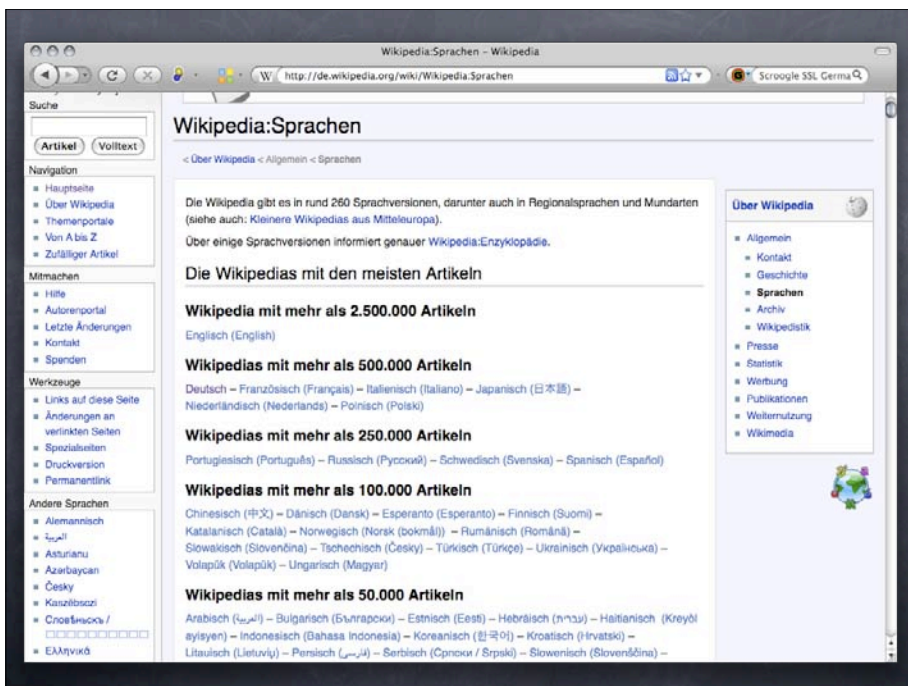 Wikipedia:Sprachen – Wikipedia
http://de.wikipedia.org/wiki/Wikipedia:Sprachen
Scroogle SSL Germa
Suche
Artikel Volltext
Navigation
Hauptseite
Über Wikipedia
Themenportale
Von A bis Z
Zufälliger Artikel
Mitmachen
Hilfe
Autorenportal
Letzte Änderungen
Kontakt
Spenden
Werkzeuge
Links auf diese Seite
Änderungen an
verlinkten Seiten
Spezialseiten
Druckversion
Permanentlink
Andere Sprachen
Alemannisch
العربية
Asturianu
Azərbaycan
Česky
Kaszëbsczi
Словѣньскъ /
Ελληνικά
Wikipedia:Sprachen
< Über Wikipedia < Allgemein < Sprachen
Die Wikipedia gibt es in rund 260 Sprachversionen, darunter auch in Regionalsprachen und Mundarten
(siehe auch: Kleinere Wikipedias aus Mitteleuropa).
Über einige Sprachversionen informiert genauer Wikipedia:Enzyklopädie.
Die Wikipedias mit den meisten Artikeln
Wikipedia mit mehr als 2.500.000 Artikeln
Englisch (English)
Wikipedias mit mehr als 500.000 Artikeln
Deutsch – Französisch (Français) – Italienisch (Italiano) – Japanisch (日本語) –
Niederländisch (Nederlands) – Polnisch (Polski)
Wikipedias mit mehr als 250.000 Artikeln
Portugiesisch (Português) – Russisch (Русский) – Schwedisch (Svenska) – Spanisch (Español)
Wikipedias mit mehr als 100.000 Artikeln
Chinesisch (中文) – Dänisch (Dansk) – Esperanto (Esperanto) – Finnisch (Suomi) –
Katalanisch (Català) – Norwegisch (Norsk (bokmål)) – Rumänisch (Română) –
Slowakisch (Slovenčina) – Tschechisch (Česky) – Türkisch (Türkçe) – Ukrainisch (Українська) –
Volapük (Volapük) – Ungarisch (Magyar)
Wikipedias mit mehr als 50.000 Artikeln
Arabisch (العربية) – Bulgarisch (Български) – Estnisch (Eesti) – Hebräisch (עברית) – Haitianisch (Kreyòl
ayisyen) – Indonesisch (Bahasa Indonesia) – Koreanisch (한국어) – Kroatisch (Hrvatski) –
Litauisch (Lietuvių) – Persisch (فارسی) – Serbisch (Српски / Srpski) – Slowenisch (Slovenščina) –
Über Wikipedia
Allgemein
Kontakt
Geschichte
Sprachen
Archiv
Wikipedistik
Presse
Statistik
Werbung
Publikationen
Weiternutzung
Wikimedia